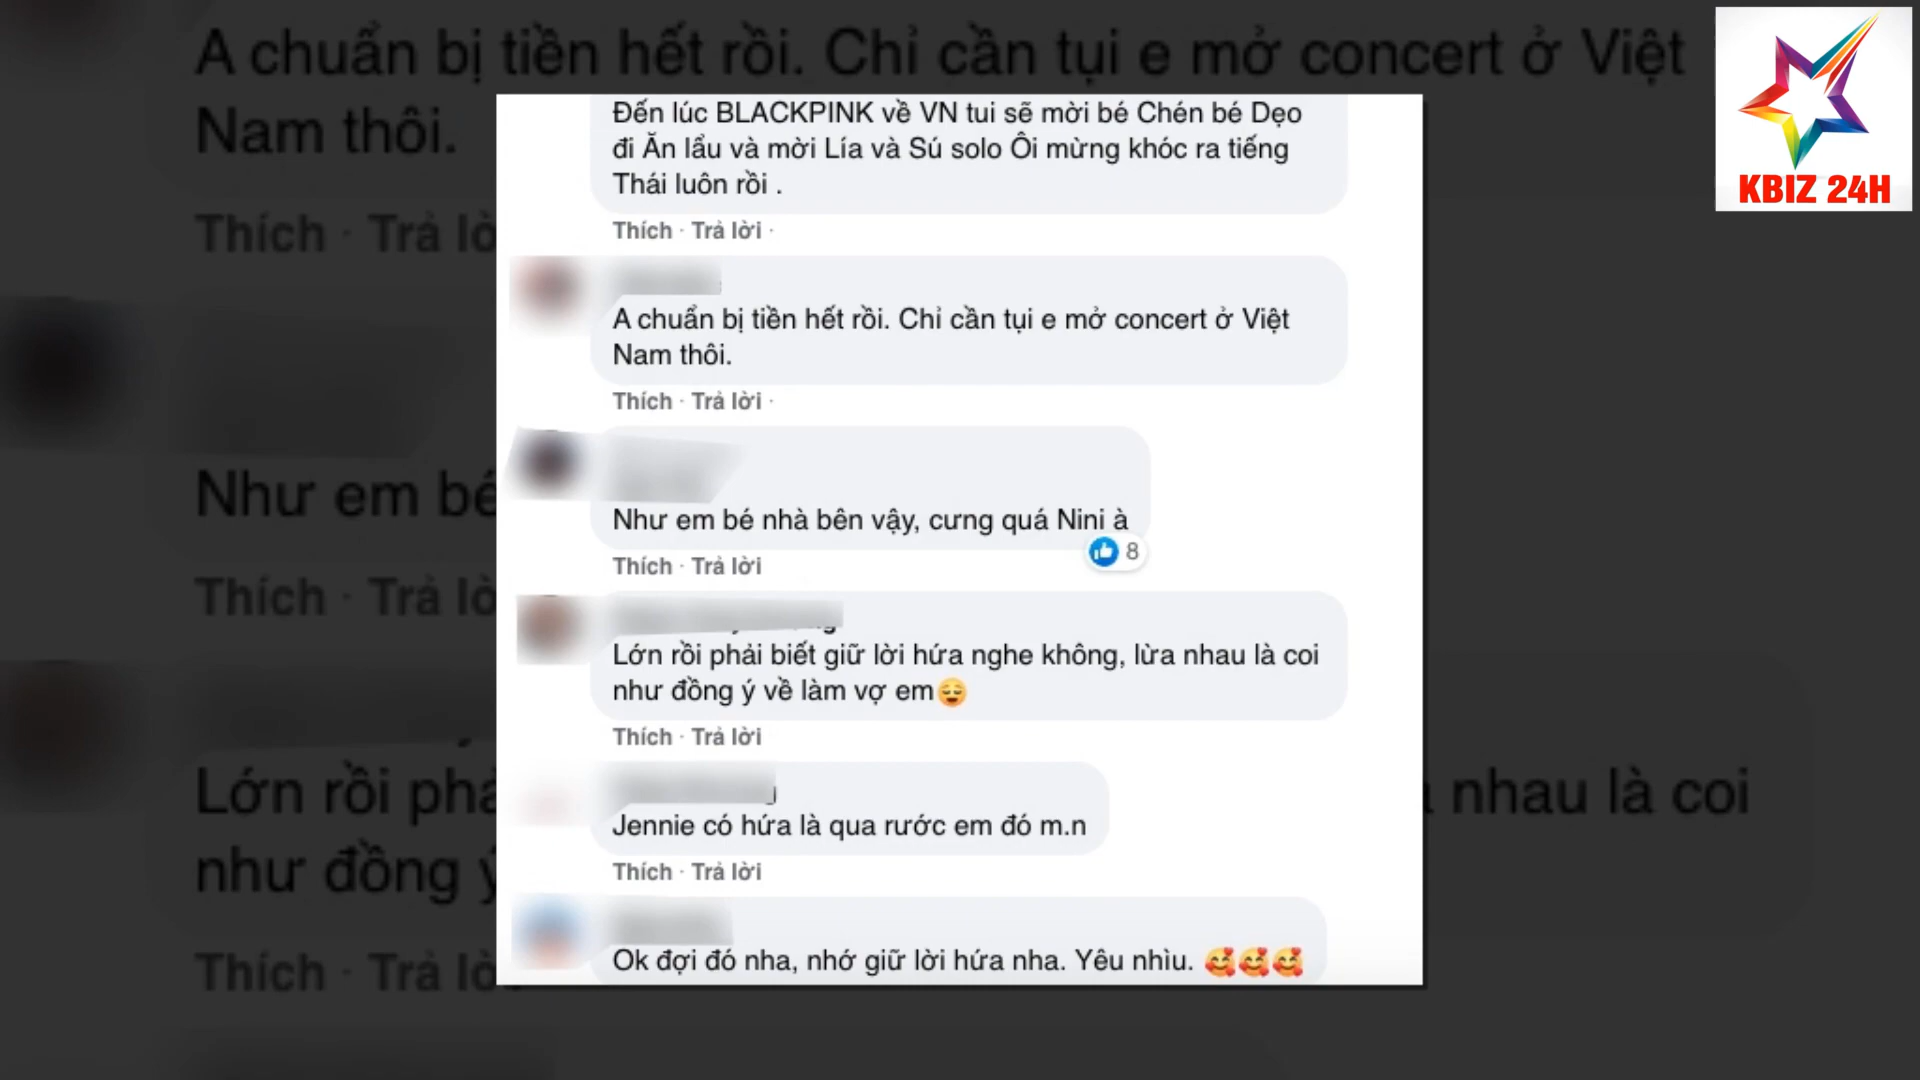 A chuẩn bị tiền hết rồi. Chỉ cần tụi e mở concert ở Việt
Nam thôi.
Thích · Trả lờ
Như em bé
Thích · Trả lờ
Lớn rồi phả
nhau là coi
như đồng ý
Thích · Trả lờ
Đến lúc BLACKPINK về VN tui sẽ mời bé Chén bé Dẹo
đi Ăn lẩu và mời Lía và Sú solo Ôi mừng khóc ra tiếng
Thái luôn rồi .
Thích · Trả lời ·
A chuẩn bị tiền hết rồi. Chỉ cần tụi e mở concert ở Việt
Nam thôi.
Thích · Trả lời ·
Như em bé nhà bên vậy, cưng quá Nini à
8
Thích · Trả lời
Lớn rồi phải biết giữ lời hứa nghe không, lừa nhau là coi
như đồng ý về làm vợ em😌
Thích · Trả lời
Jennie có hứa là qua rước em đó m.n
Thích · Trả lời
Ok đợi đó nha, nhớ giữ lời hứa nha. Yêu nhìu. 🥰🥰🥰
KBIZ 24H